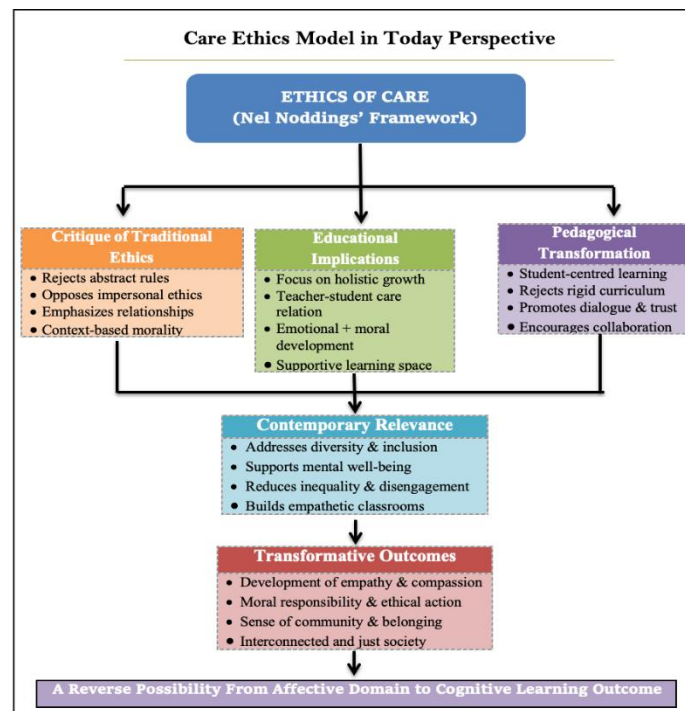 Care Ethics Model in Today Perspective
ETHICS OF CARE
(Nel Noddings' Framework)
Critique of Traditional
Ethics
• Rejects abstract rules
• Opposes impersonal ethics
• Emphasizes relationships
• Context-based morality
Educational
Implications
• Focus on holistic growth
• Teacher-student care
relation
• Emotional + moral
development
• Supportive learning space
Pedagogical
Transformation
• Student-centred learning
• Rejects rigid curriculum
• Promotes dialogue & trust
• Encourages collaboration
Contemporary Relevance
• Addresses diversity & inclusion
• Supports mental well-being
• Reduces inequality & disengagement
• Builds empathetic classrooms
Transformative Outcomes
• Development of empathy & compassion
• Moral responsibility & ethical action
• Sense of community & belonging
• Interconnected and just society
A Reverse Possibility From Affective Domain to Cognitive Learning Outcome